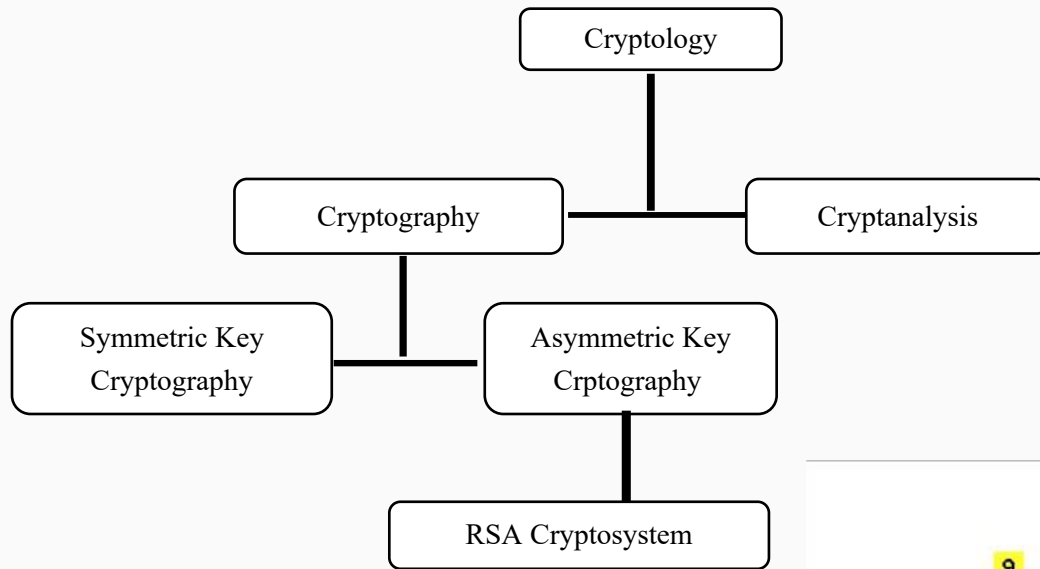 Cryptology
Cryptography
Cryptanalysis
Symmetric Key
Cryptography
Asymmetric Key
Crptography
RSA Cryptosystem